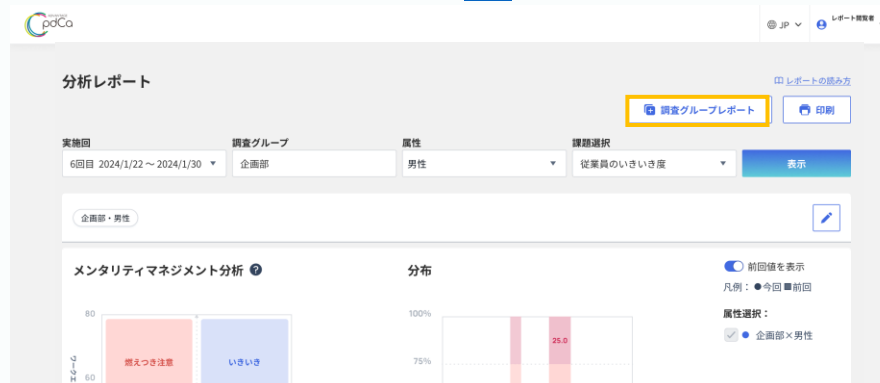 pdCa
JP
レポート閲覧者
分析レポート
レポートの読み方
調査グループレポート
印刷
実施回
調査グループ
属性
課題選択
6回目 2024/1/22～2024/1/30
企画部
男性
従業員のいきいき度
表示
企画部・男性
メンタリティマネジメント分析 ?
分布
前回値を表示
凡例：●今回■前回
80
100%
属性選択：
25.0
企画部×男性
燃えつき注意
いきいき
75%
ワークエ
60